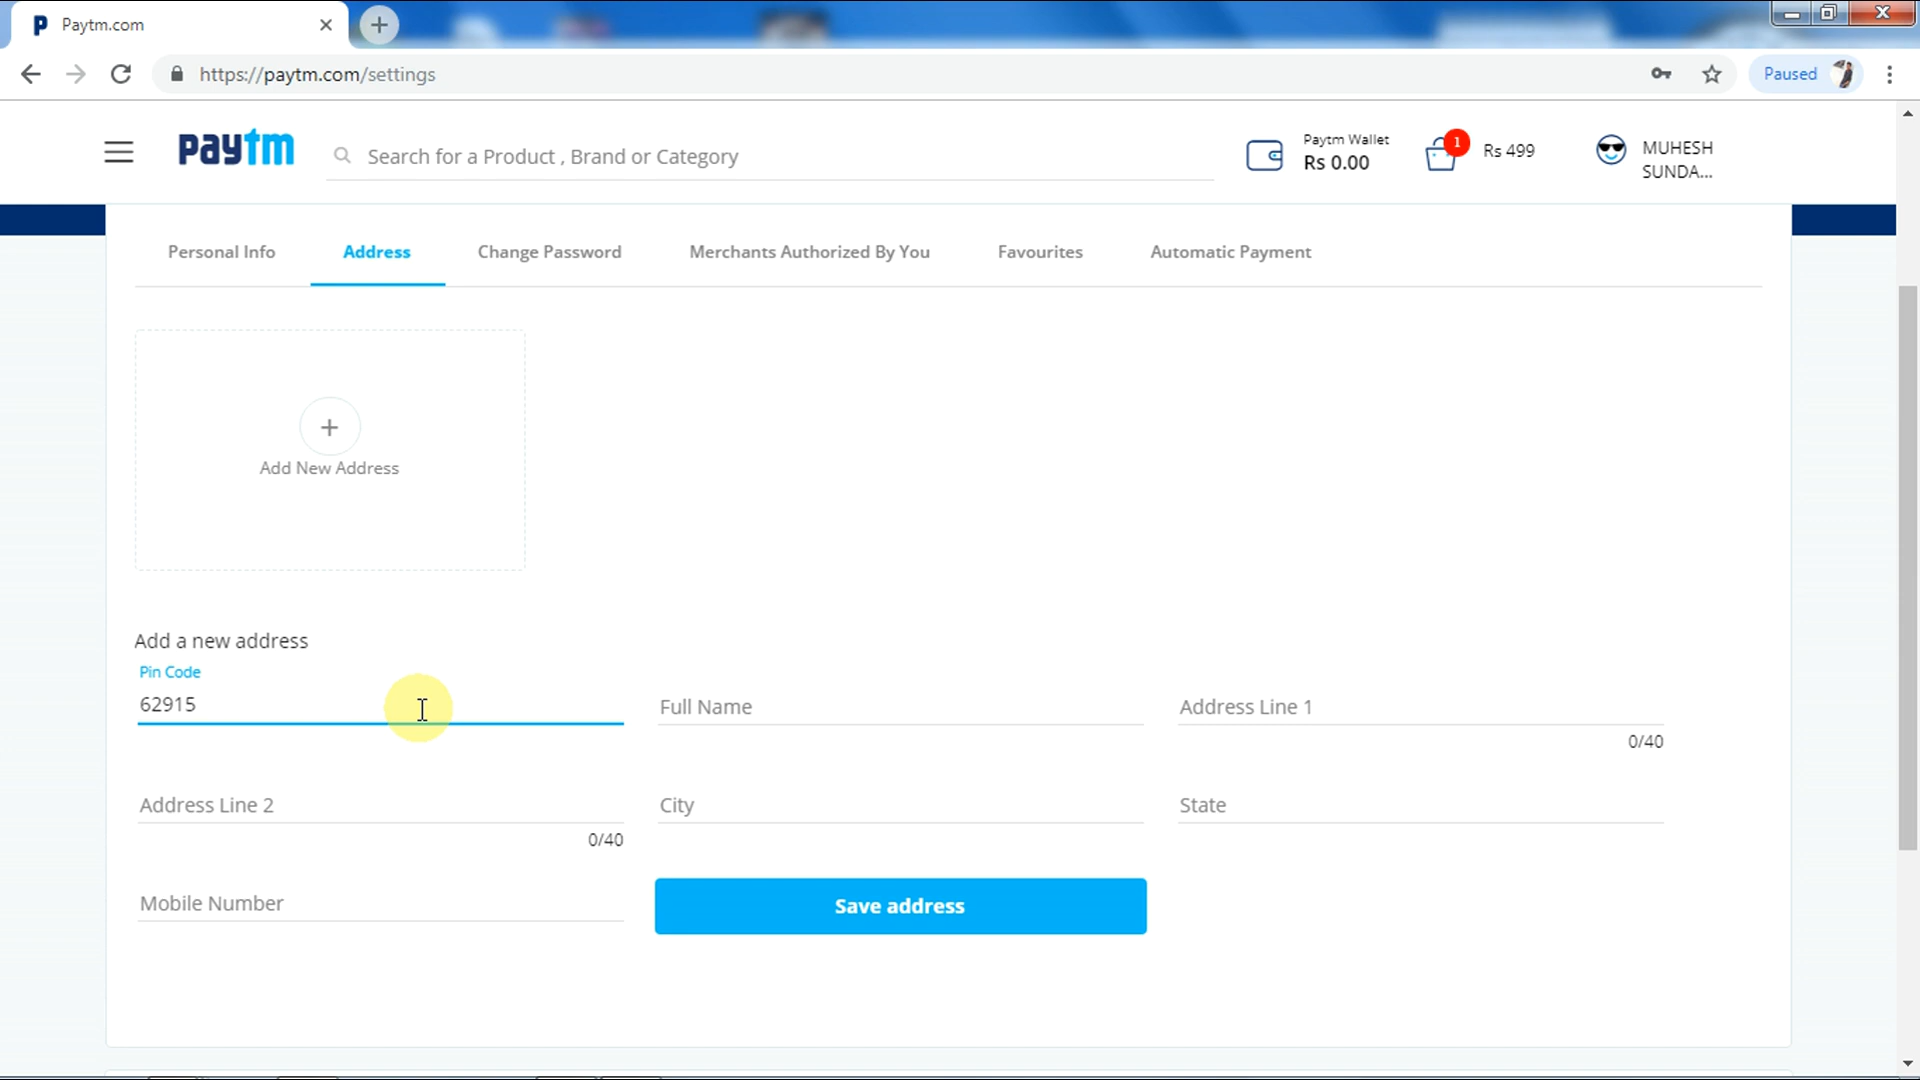 Paytm.com
https://paytm.com/settings
Paused
paytm
Search for a Product , Brand or Category
Paytm Wallet
Rs 0.00
1
Rs 499
MUHESH
SUNDA...
Personal Info
Address
Change Password
Merchants Authorized By You
Favourites
Automatic Payment
+
Add New Address
Add a new address
Pin Code
62915
Full Name
Address Line 1
0/40
Address Line 2
0/40
City
State
Mobile Number
Save address